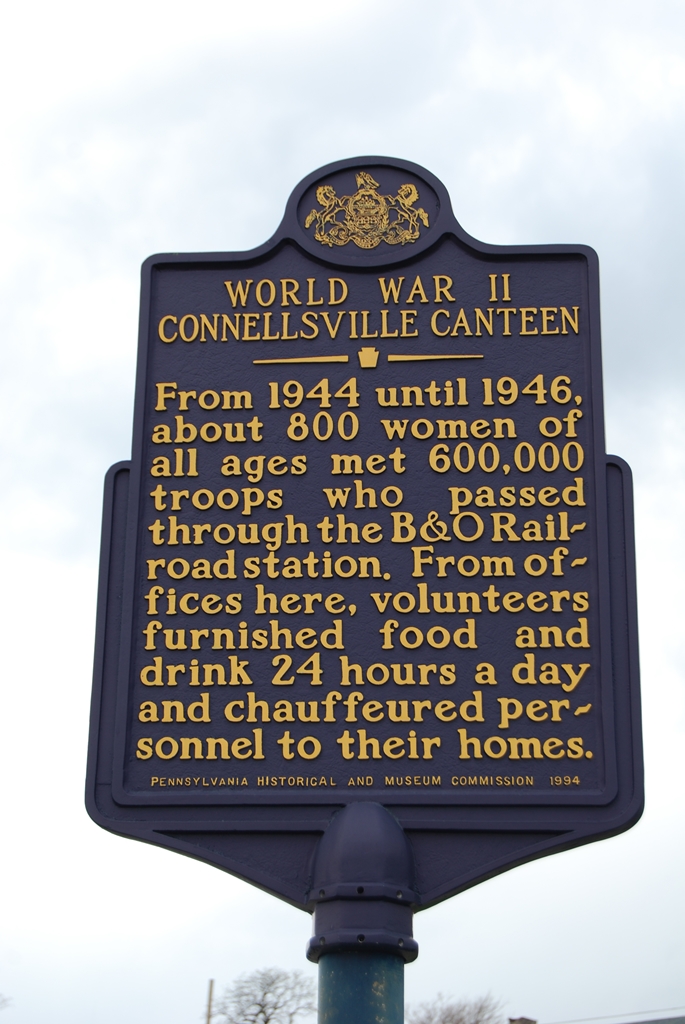 WORLD WAR II
CONNELLSVILLE CANTEEN
From 1944 until 1946,
about 800 women of
all ages met 600,000
troops who passed
through the B&O Rail-
road station. From of-
fices here, volunteers
furnished food and
drink 24 hours a day
and chauffeured per-
sonnel to their homes.
PENNSYLVANIA HISTORICAL AND MUSEUM COMMISSION 1994